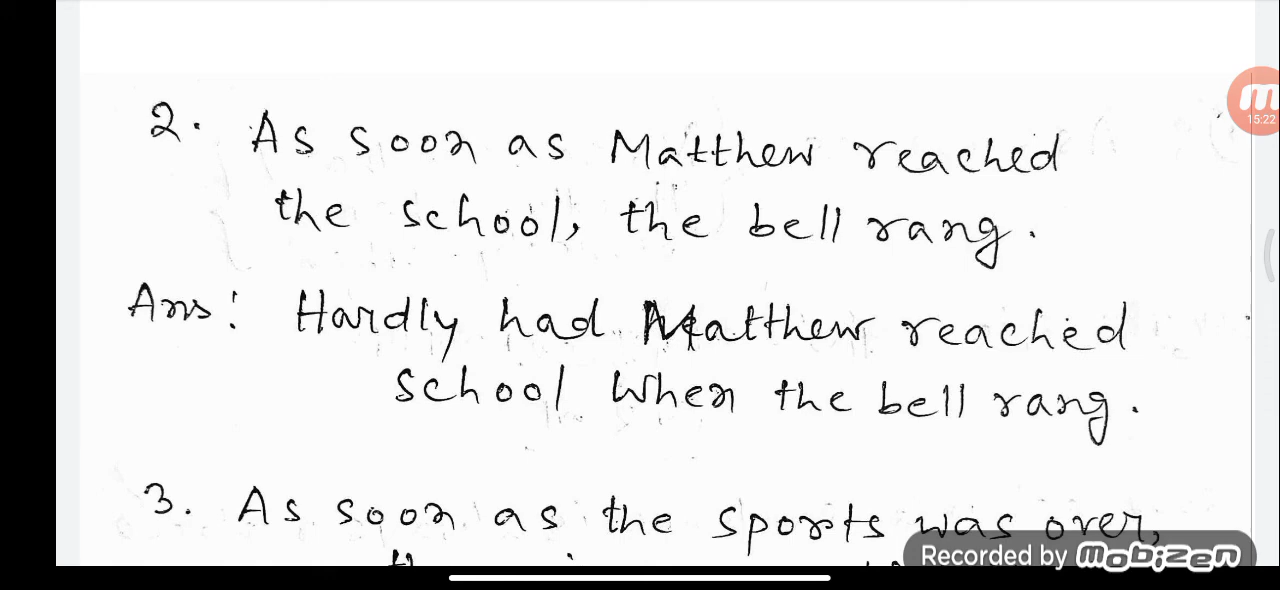 2. As soon as Matthew reached
the school, the bell rang.
Ans: Hardly had Matthew reached
school when the bell rang.
3. As soon as the sports was over,
15:22
Recorded by Mobizen